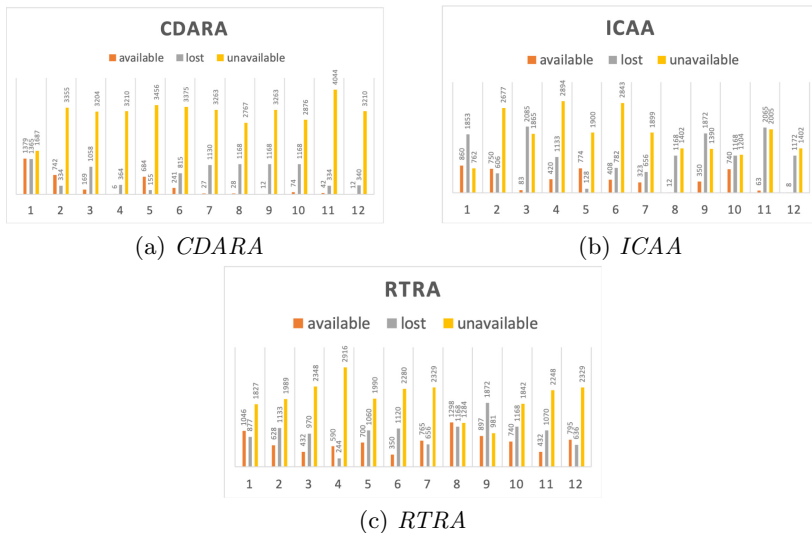 CDARA
available lost unavailable
1379 1365 1687 742 334 3355 169 1058 3204 6 364 3210 684 155 3456 241 815 3375 27 1130 3263 28 1168 2767 12 1168 3263 74 1168 2876 42 334 4044 12 340 3210
1 2 3 4 5 6 7 8 9 10 11 12
(a) CDARA
ICAA
available lost unavailable
860 1853 762 750 606 2677 83 2085 1865 420 1133 2894 774 128 1900 408 782 2843 323 656 1899 12 1168 1402 350 1872 1390 740 1168 1204 63 2065 2005 8 1172 1402
1 2 3 4 5 6 7 8 9 10 11 12
(b) ICAA
RTRA
available lost unavailable
1046 877 1827 628 1133 1989 432 970 2348 590 244 2916 700 1060 1990 350 1120 2280 765 656 2329 1298 1168 1284 897 1872 981 740 1168 1842 432 1070 2248 795 636 2329
1 2 3 4 5 6 7 8 9 10 11 12
(c) RTRA